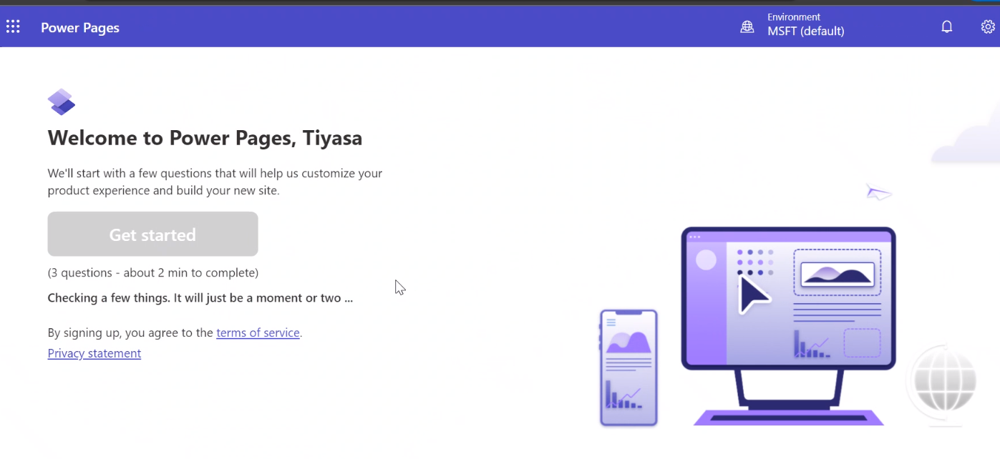 Power Pages
Environment
MSFT (default)
Welcome to Power Pages, Tiyasa
We'll start with a few questions that will help us customize your
product experience and build your new site.
Get started
(3 questions - about 2 min to complete)
Checking a few things. It will just be a moment or two ...
By signing up, you agree to the terms of service.
Privacy statement